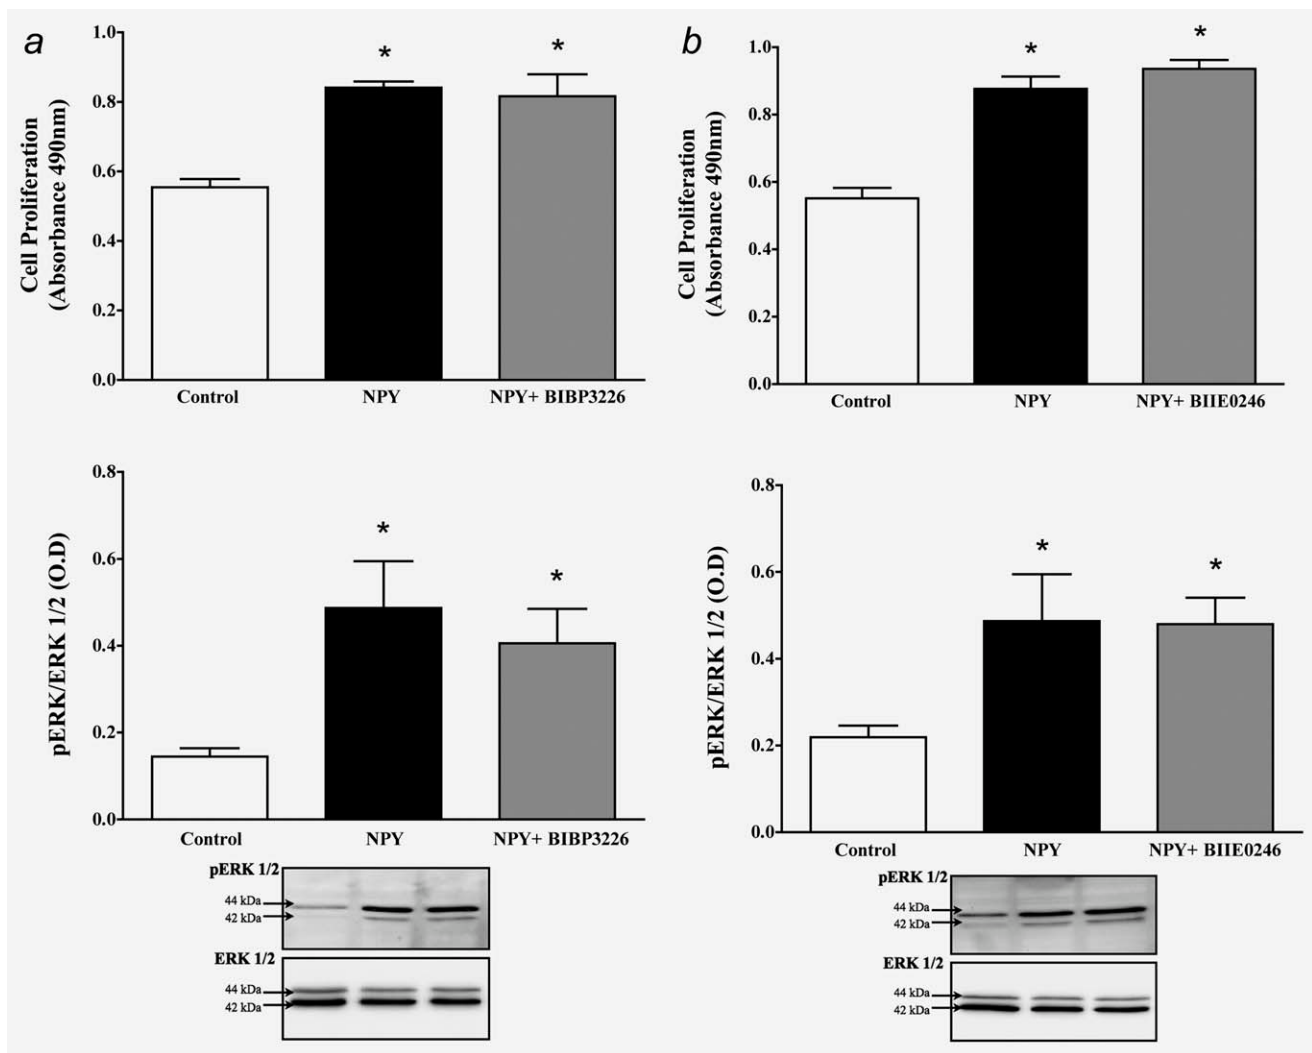 a
Cell Proliferation
(Absorbance 490nm)
1.0
0.8
0.6
0.4
0.2
0.0
*
*
Control
NPY
NPY+ BIBP3226
b
Cell Proliferation
(Absorbance 490nm)
1.0
0.8
0.6
0.4
0.2
0.0
*
*
Control
NPY
NPY+ BIIE0246
pERK/ERK 1/2 (O.D)
0.8
0.6
0.4
0.2
0.0
*
*
Control
NPY
NPY+ BIBP3226
pERK 1/2
44 kDa
42 kDa
ERK 1/2
44 kDa
42 kDa
pERK/ERK 1/2 (O.D)
0.8
0.6
0.4
0.2
0.0
*
*
Control
NPY
NPY+ BIIE0246
pERK 1/2
44 kDa
42 kDa
ERK 1/2
44 kDa
42 kDa